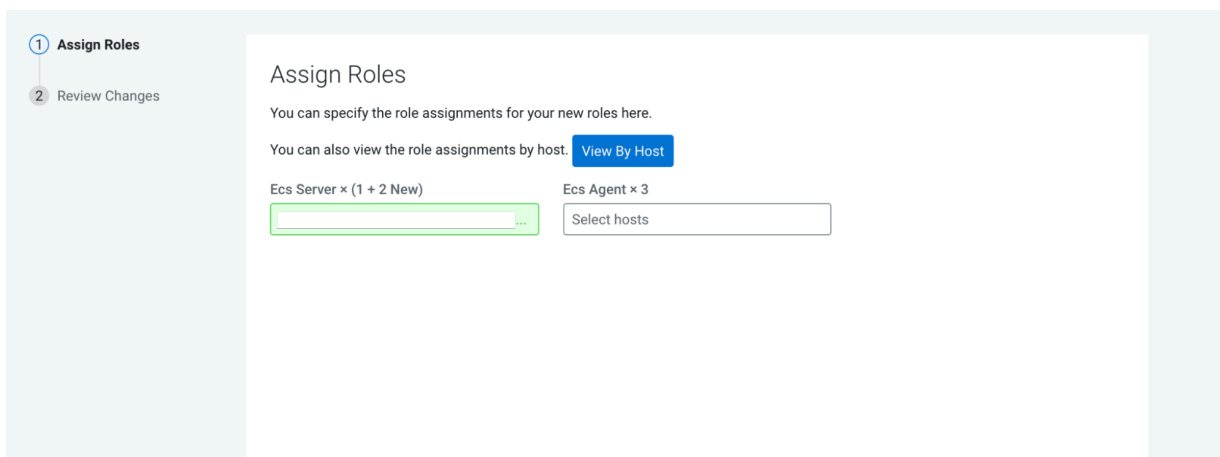 1 Assign Roles
2 Review Changes
Assign Roles
You can specify the role assignments for your new roles here.
You can also view the role assignments by host. View By Host
Ecs Server × (1 + 2 New) Ecs Agent × 3
... Select hosts